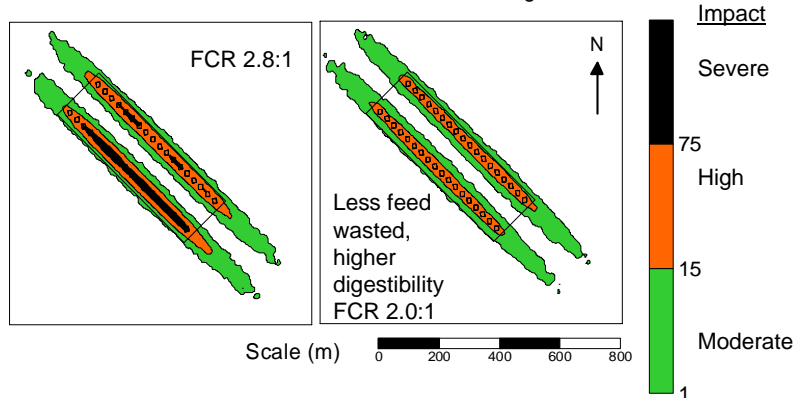 FCR 2.8:1
N
Less feed
wasted,
higher
digestibility
FCR 2.0:1
Scale (m)
0 200 400 600 800
Impact
Severe
75
High
15
Moderate
1